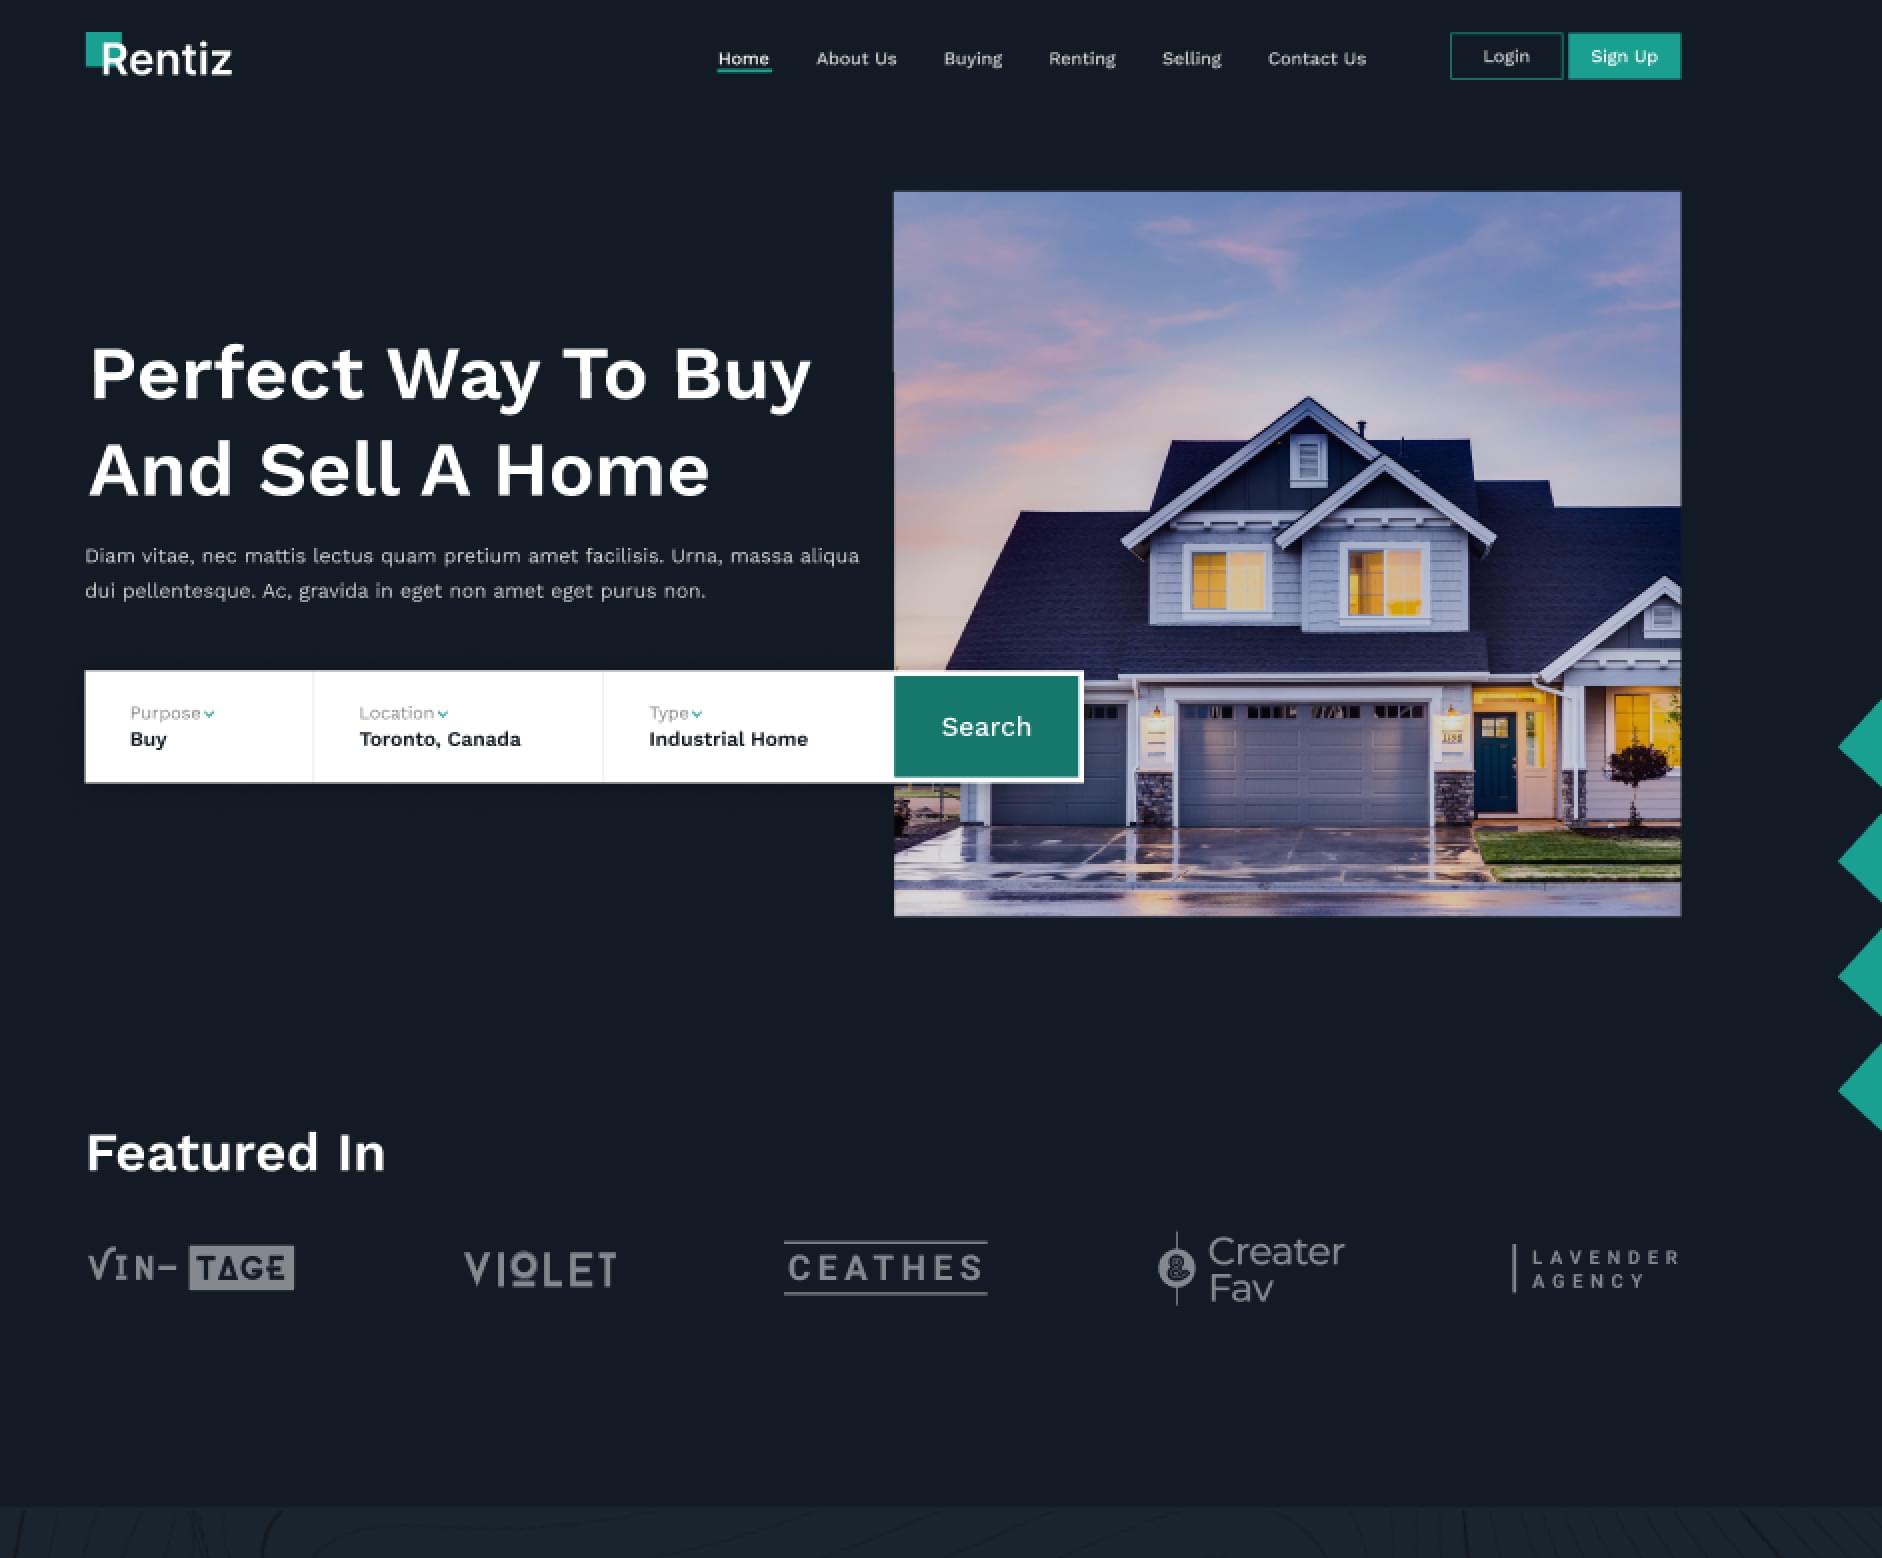 Rentiz
Home About Us Buying Renting Selling Contact Us Login Sign Up
Perfect Way To Buy
And Sell A Home
Diam vitae, nec mattis lectus quam pretium amet facilisis. Urna, massa aliqua
dui pellentesque. Ac, gravida in eget non amet eget purus non.
Purpose Location Type
Buy Toronto, Canada Industrial Home
Search
Featured In
VIN- TAGE
VIOLET
CEATHES
&
Creater
Fav
LAVENDER
AGENCY